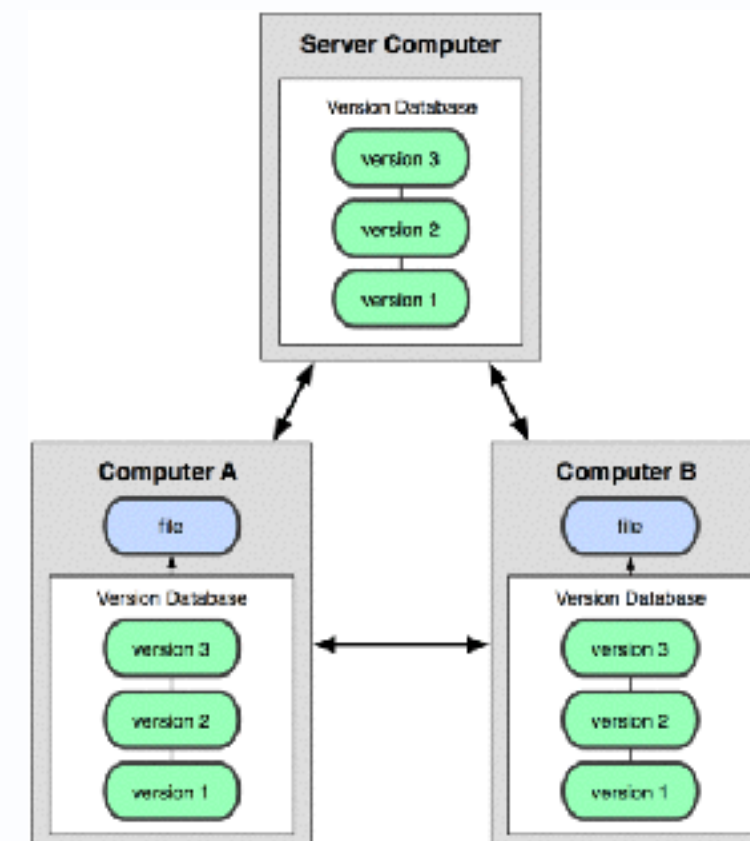 Server Computer
Version Database
version 3
version 2
version 1
Computer A
file
Version Database
version 3
version 2
version 1
Computer B
file
Version Database
version 3
version 2
version 1